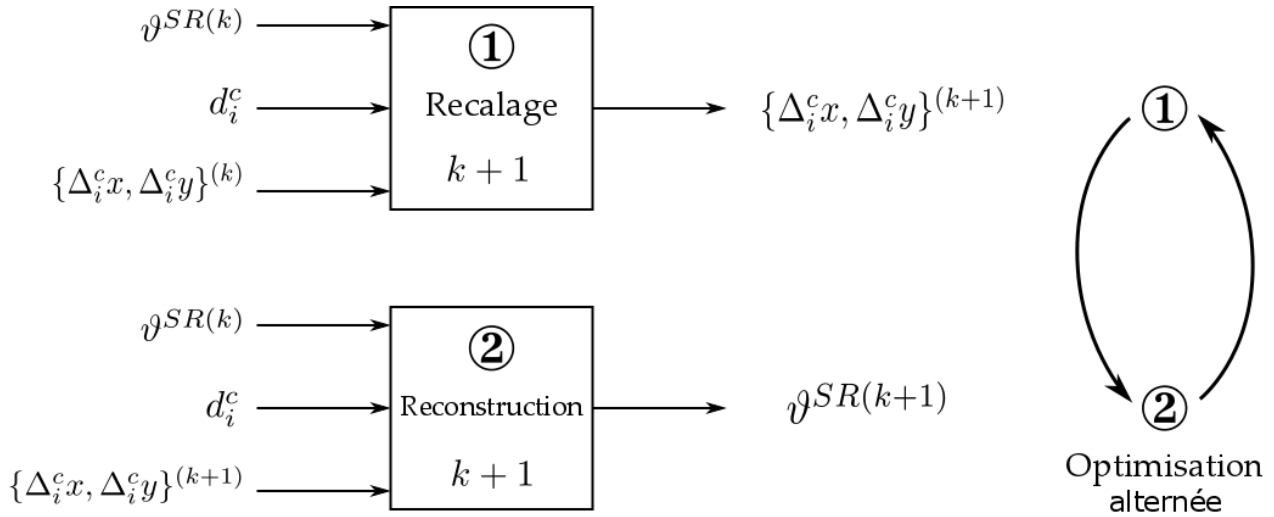 ϑ^{SR(k)}
d_i^c
{Δ_i^c x, Δ_i^c y}^{(k)}
①
Recalage
k + 1
{Δ_i^c x, Δ_i^c y}^{(k+1)}
ϑ^{SR(k)}
d_i^c
{Δ_i^c x, Δ_i^c y}^{(k+1)}
②
Reconstruction
k + 1
ϑ^{SR(k+1)}
①
②
Optimisation
alternée